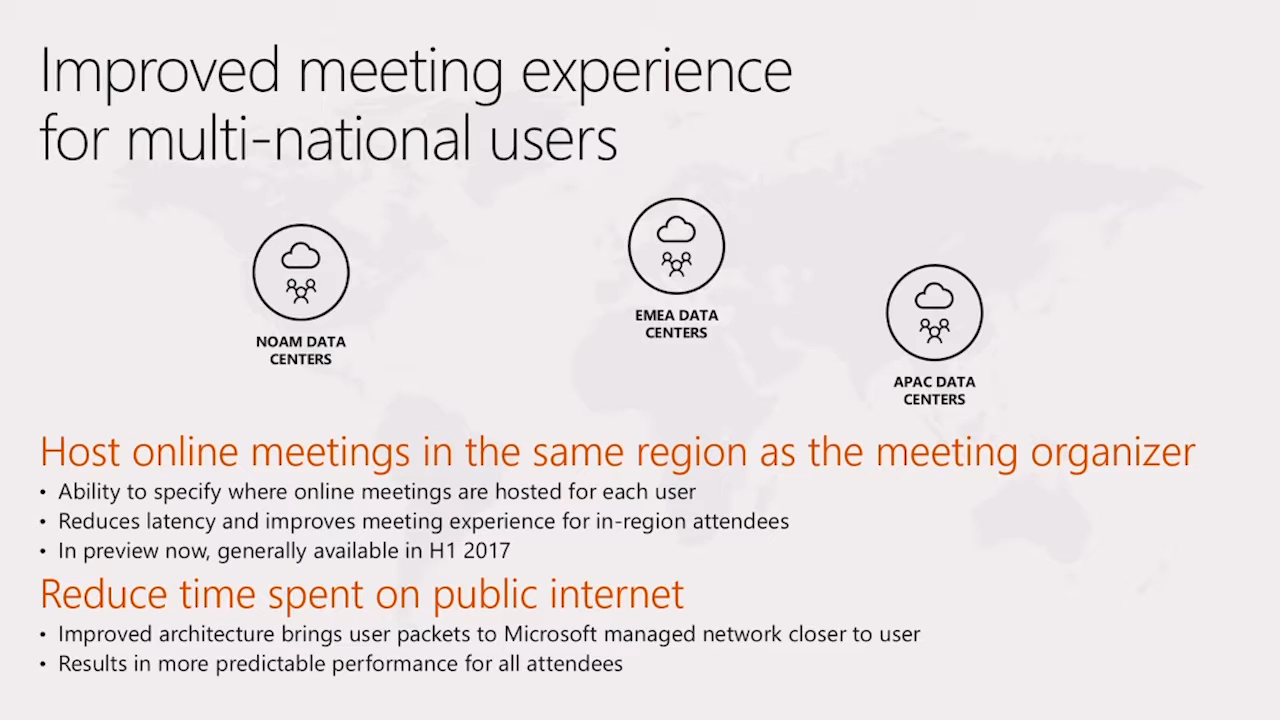 Improved meeting experience
for multi-national users
NOAM DATA
CENTERS
EMEA DATA
CENTERS
APAC DATA
CENTERS
Host online meetings in the same region as the meeting organizer
• Ability to specify where online meetings are hosted for each user
• Reduces latency and improves meeting experience for in-region attendees
• In preview now, generally available in H1 2017
Reduce time spent on public internet
• Improved architecture brings user packets to Microsoft managed network closer to user
• Results in more predictable performance for all attendees